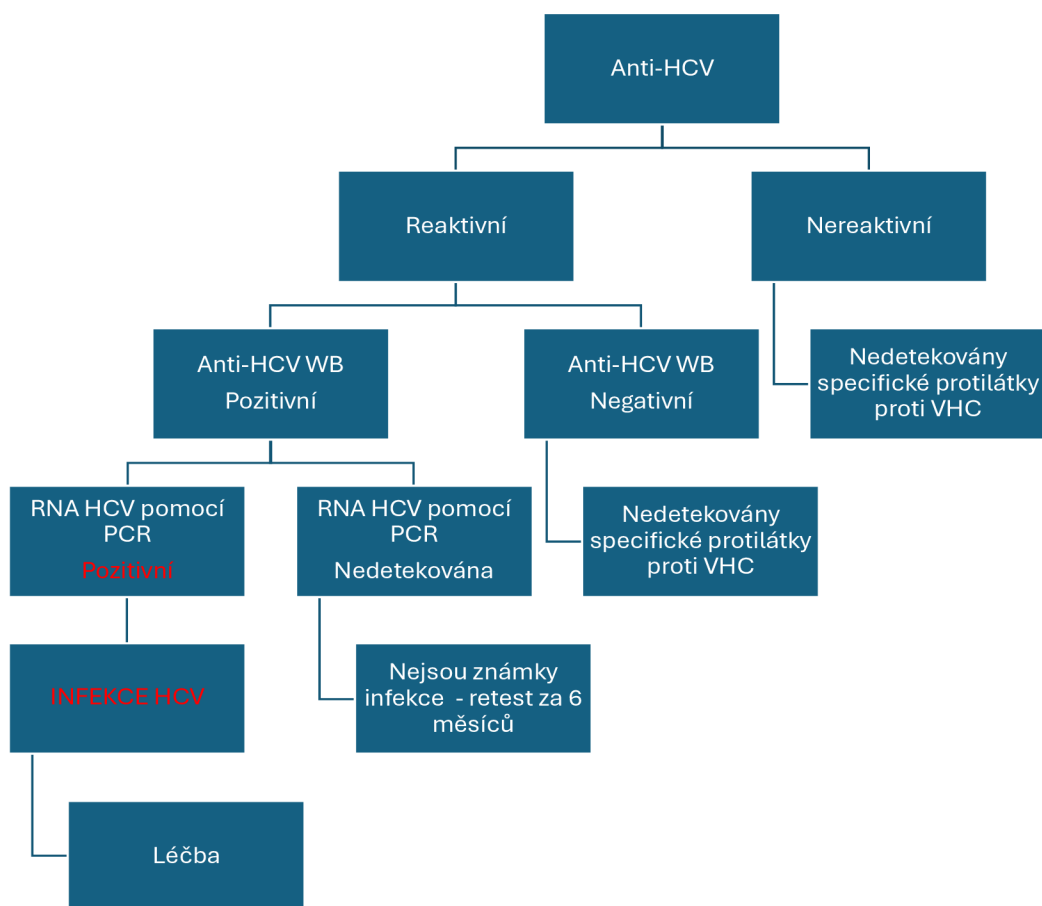 Anti-HCV
Reaktivní
Nereaktivní
Anti-HCV WB
Pozitivní
Anti-HCV WB
Negativní
Nedetekovány
specifické protilátky
proti VHC
RNA HCV pomocí
PCR
Pozitivní
RNA HCV pomocí
PCR
Nedetekována
Nedetekovány
specifické protilátky
proti VHC
INFEKCE HCV
Nejsou známky
infekce - retest za 6
měsíců
Léčba